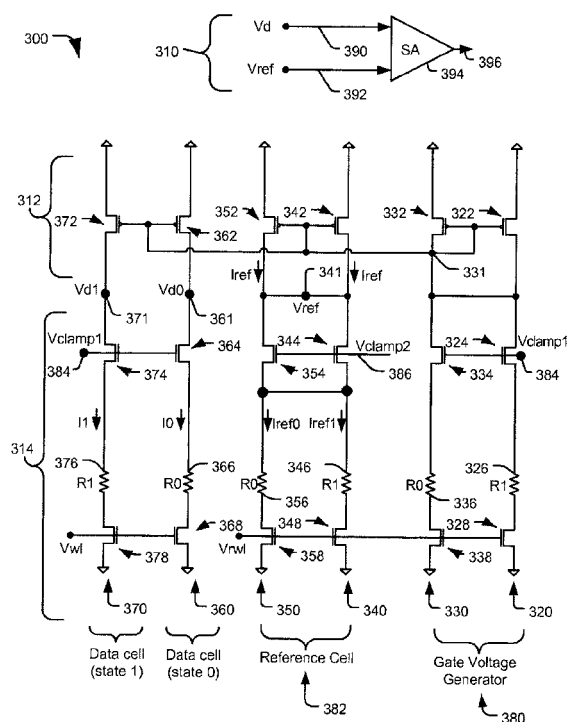 300
310
Vd
390
Vref
392
SA
394
396
312
372
362
352
342
332
322
331
Iref
341
Iref
Vref
Vd1
371
Vd0
361
Vclamp1
384
364
374
344
354
Vclamp2
386
324
334
Vclamp1
384
314
I1
I0
Iref0
Iref1
376
R1
366
R0
346
R0
356
R1
326
R0
336
R1
Vwl
368
378
Vrwl
348
358
328
338
370
360
350
340
330
320
Data cell
(state 1)
Data cell
(state 0)
Reference Cell
382
Gate Voltage
Generator
380